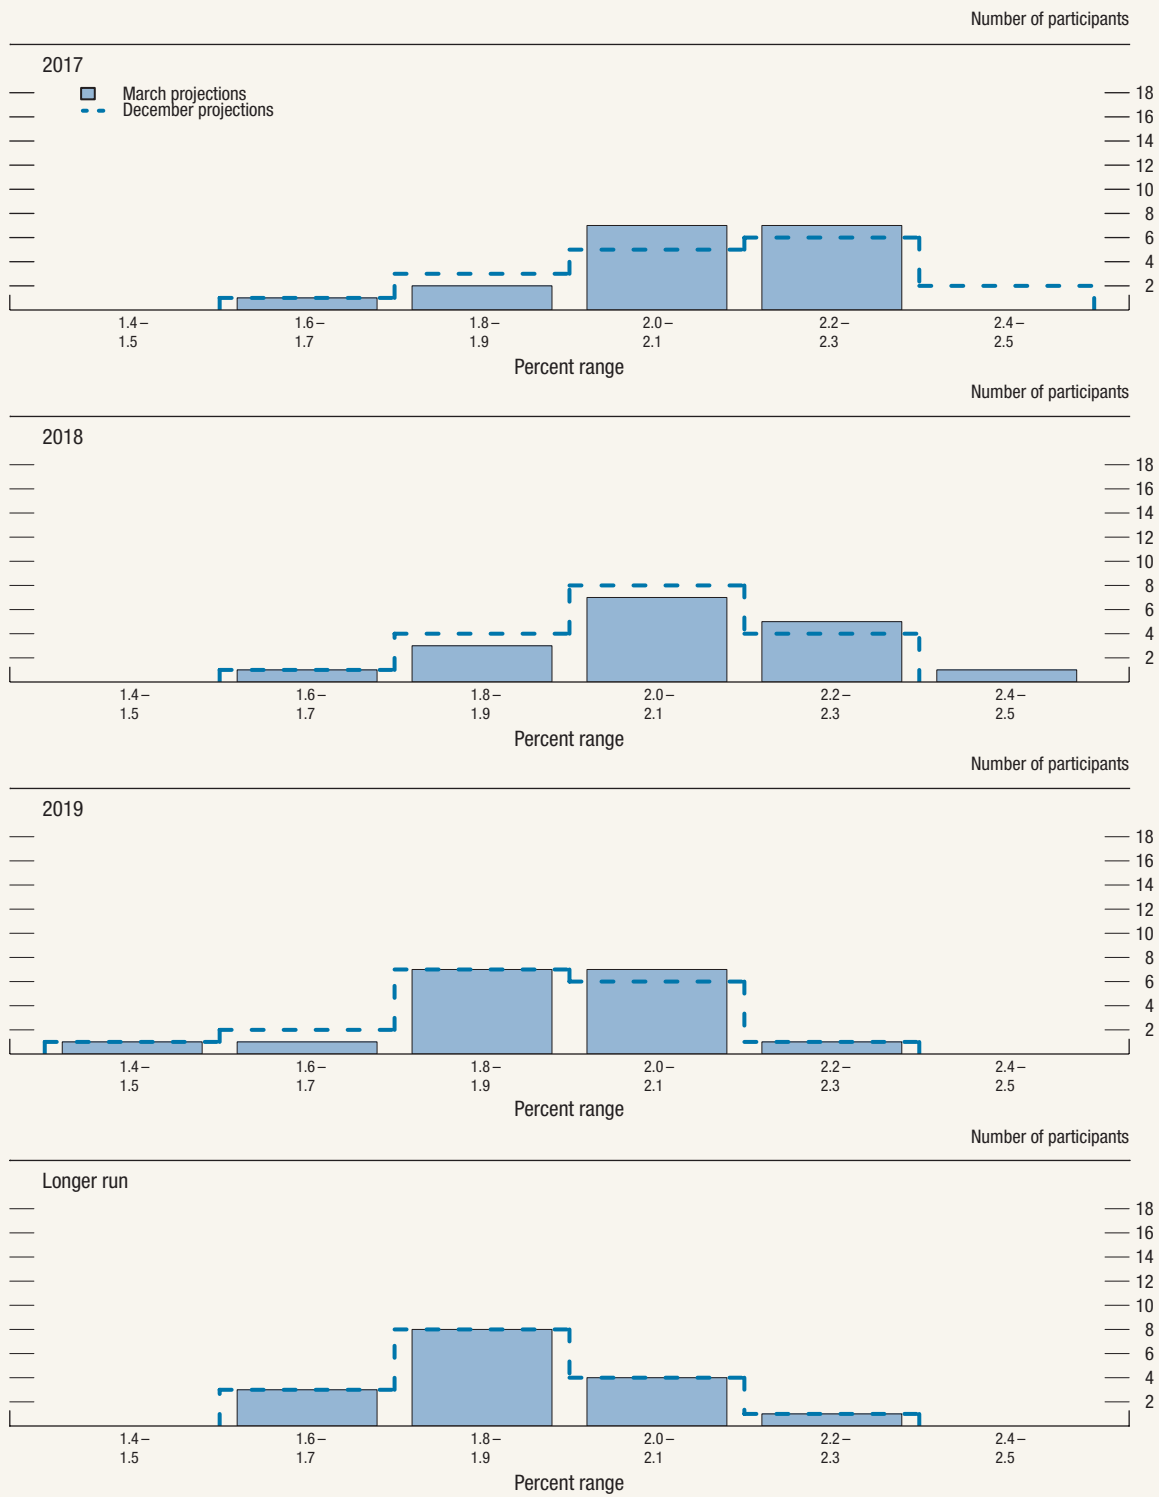 Number of participants
2017
March projections
December projections
18
16
14
12
10
8
6
4
2
1.4– 1.6– 1.8– 2.0– 2.2– 2.4–
1.5 1.7 1.9 2.1 2.3 2.5
Percent range
Number of participants
2018
18
16
14
12
10
8
6
4
2
1.4– 1.6– 1.8– 2.0– 2.2– 2.4–
1.5 1.7 1.9 2.1 2.3 2.5
Percent range
Number of participants
2019
18
16
14
12
10
8
6
4
2
1.4– 1.6– 1.8– 2.0– 2.2– 2.4–
1.5 1.7 1.9 2.1 2.3 2.5
Percent range
Number of participants
Longer run
18
16
14
12
10
8
6
4
2
1.4– 1.6– 1.8– 2.0– 2.2– 2.4–
1.5 1.7 1.9 2.1 2.3 2.5
Percent range